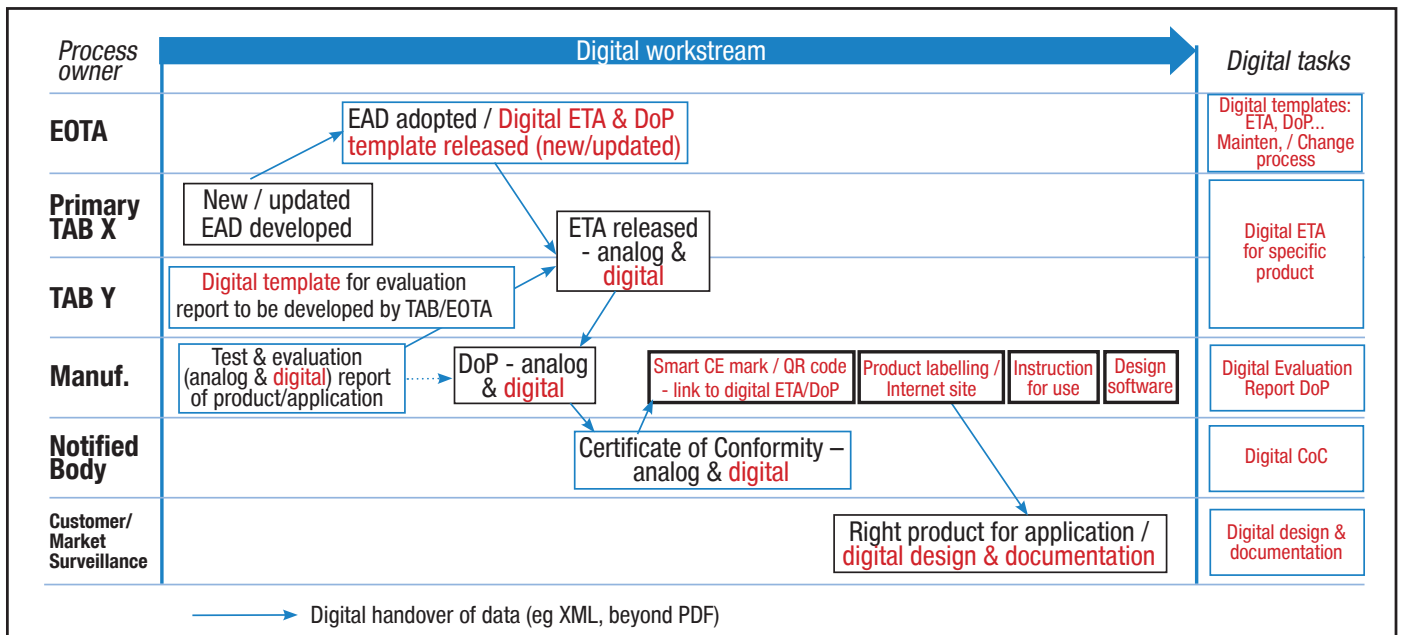 Process
owner
Digital workstream
Digital tasks
EOTA
EAD adopted / Digital ETA & DoP
template released (new/updated)
Digital templates:
ETA, DoP...
Mainten, / Change
process
Primary
TAB X
New / updated
EAD developed
ETA released
- analog &
digital
Digital ETA
for specific
product
TAB Y
Digital template for evaluation
report to be developed by TAB/EOTA
Manuf.
Test & evaluation
(analog & digital) report
of product/application
DoP - analog
& digital
Smart CE mark / QR code
- link to digital ETA/DoP
Product labelling /
Internet site
Instruction
for use
Design
software
Digital Evaluation
Report DoP
Notified
Body
Certificate of Conformity –
analog & digital
Digital CoC
Customer/
Market
Surveillance
Right product for application /
digital design & documentation
Digital design &
documentation
Digital handover of data (eg XML, beyond PDF)